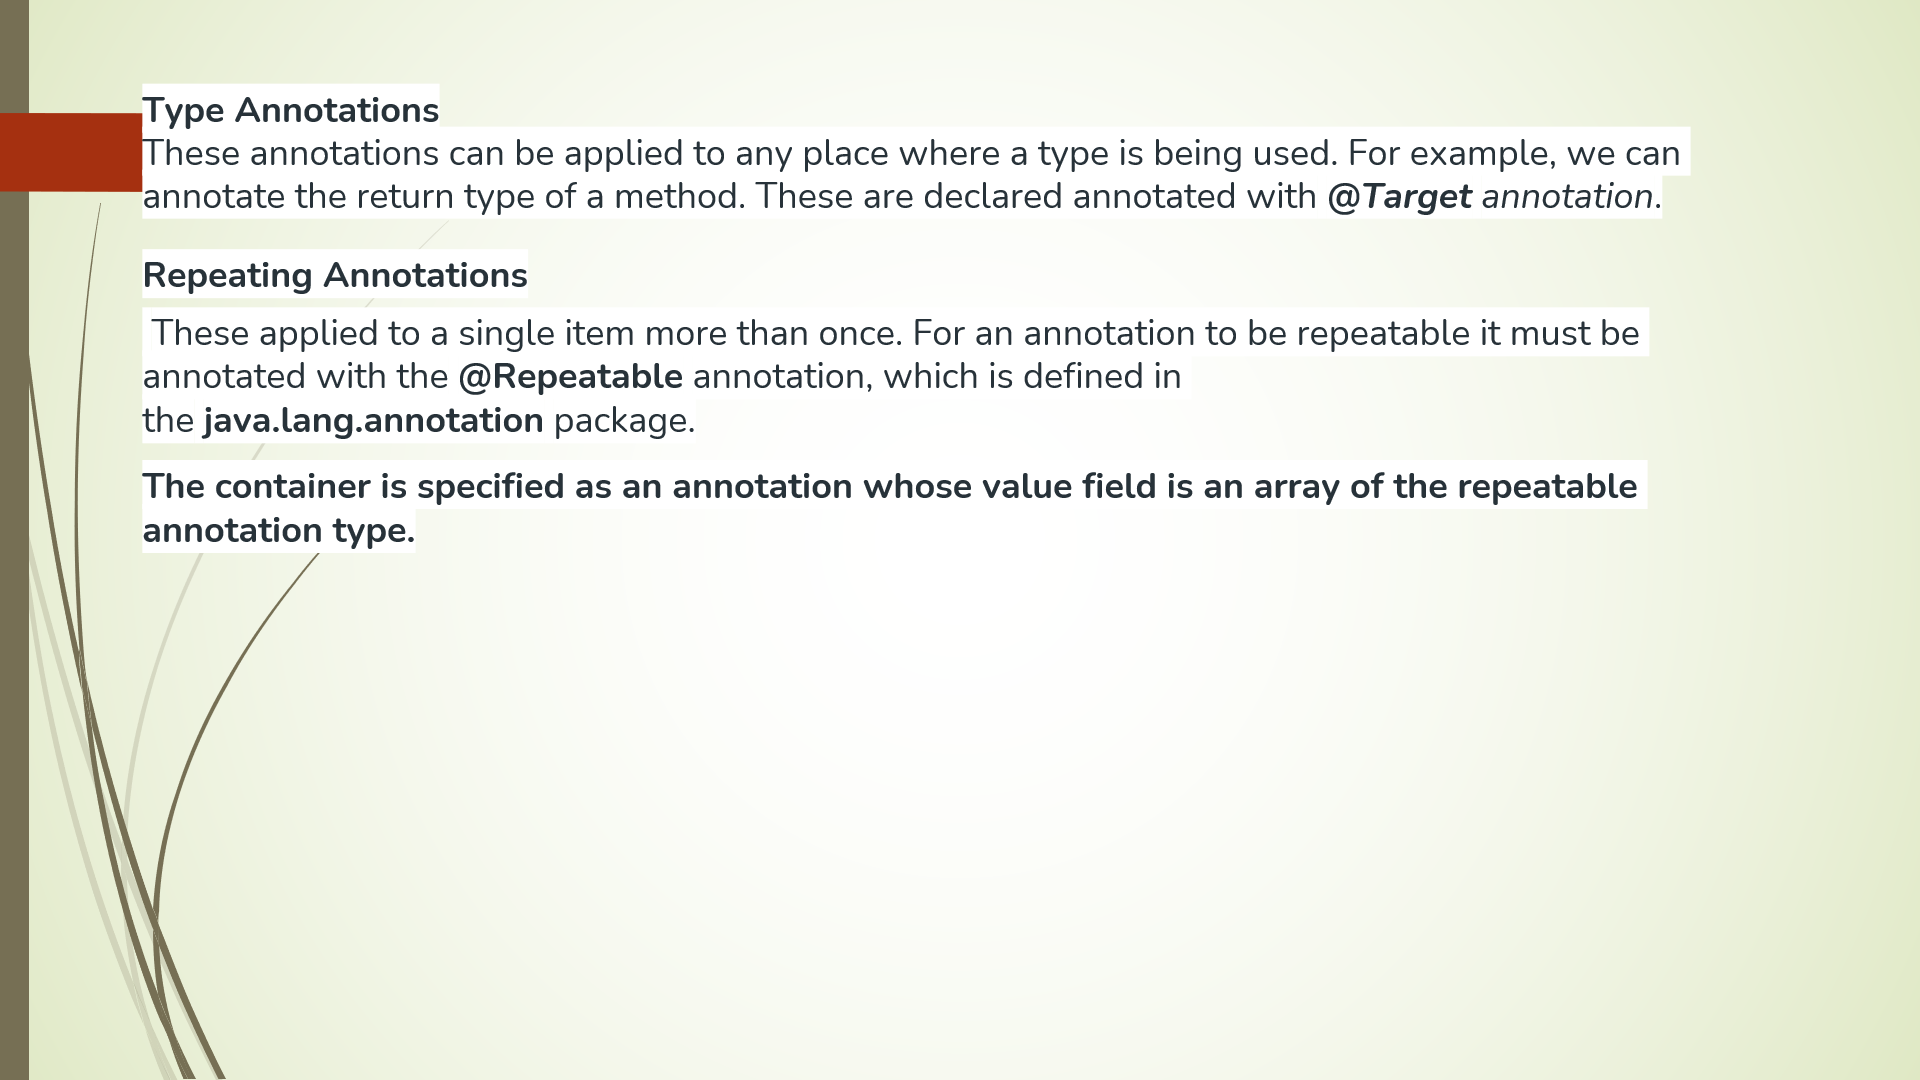 Type Annotations
These annotations can be applied to any place where a type is being used. For example, we can
annotate the return type of a method. These are declared annotated with @Target annotation.
Repeating Annotations
These applied to a single item more than once. For an annotation to be repeatable it must be
annotated with the @Repeatable annotation, which is defined in
the java.lang.annotation package.
The container is specified as an annotation whose value field is an array of the repeatable
annotation type.